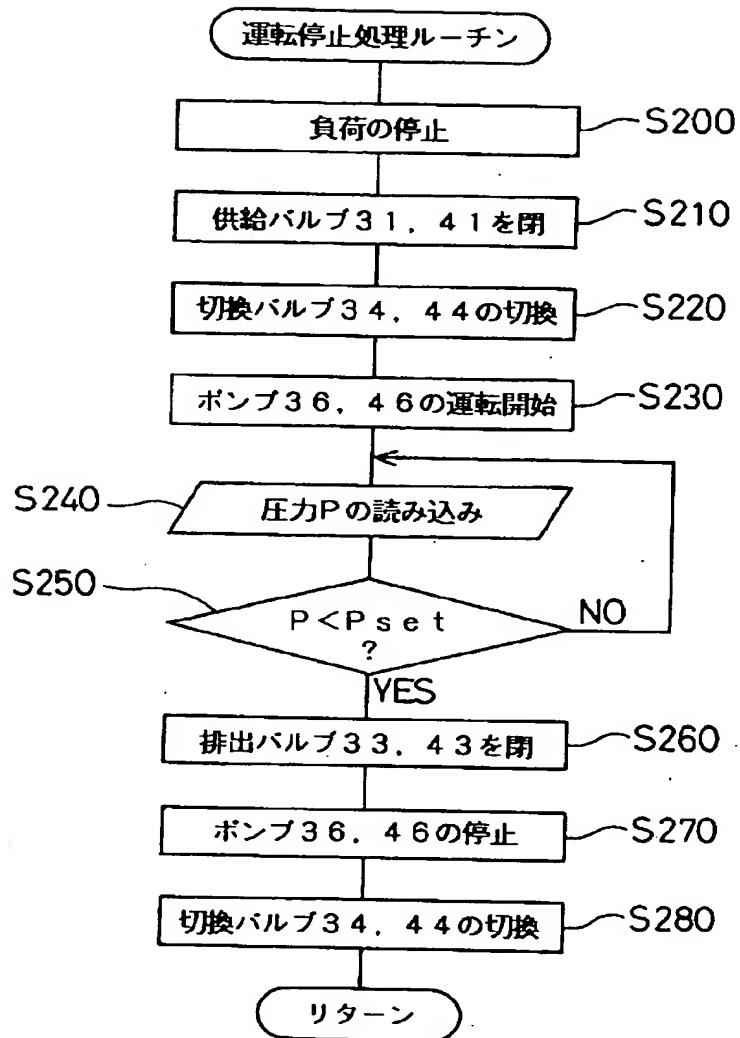 運転停止処理ルーチン
負荷の停止
S200
供給バルブ31,41を閉
S210
切換バルブ34,44の切換
S220
ポンプ36,46の運転開始
S230
S240
圧力Pの読み込み
S250
P<Pset
?
NO
YES
排出バルブ33,43を閉
S260
ポンプ36,46の停止
S270
切換バルブ34,44の切換
S280
リターン